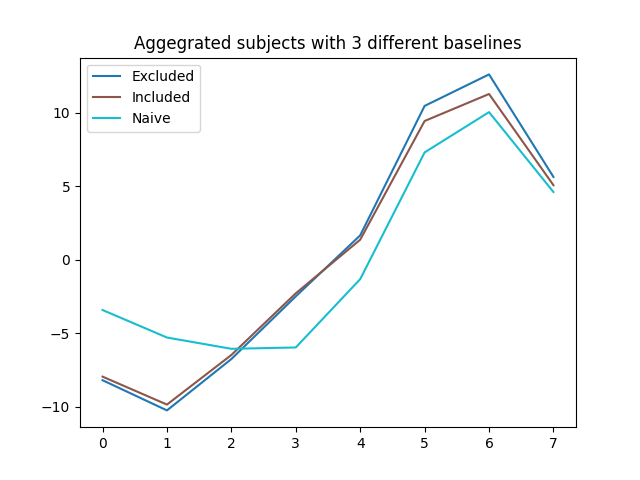 Aggegrated subjects with 3 different baselines
Excluded
Included
Naive
10
5
0
−5
−10
0 1 2 3 4 5 6 7